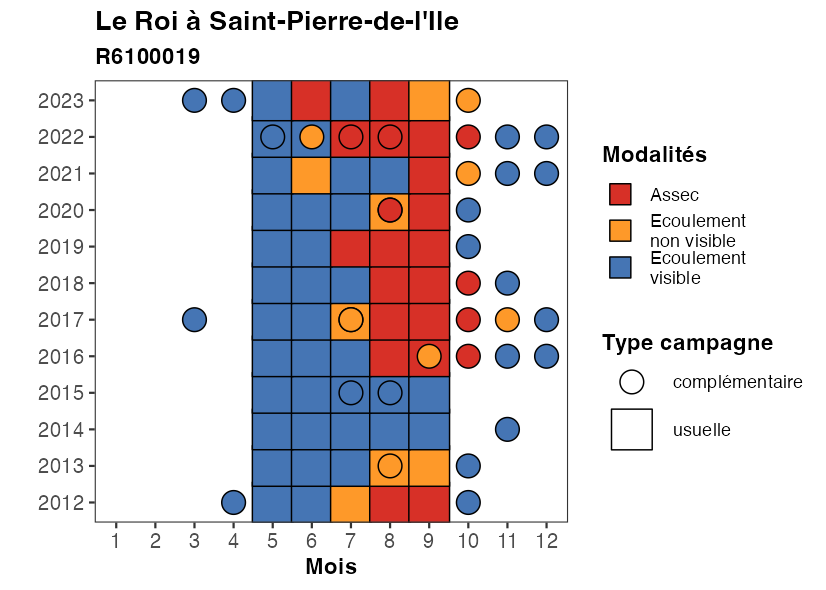 Le Roi à Saint-Pierre-de-l'Ile
R6100019
2023
2022
2021
2020
2019
2018
2017
2016
2015
2014
2013
2012
1 2 3 4 5 6 7 8 9 10 11 12
Mois
Modalités
Assec
Ecoulement
non visible
Ecoulement
visible
Type campagne
complémentaire
usuelle